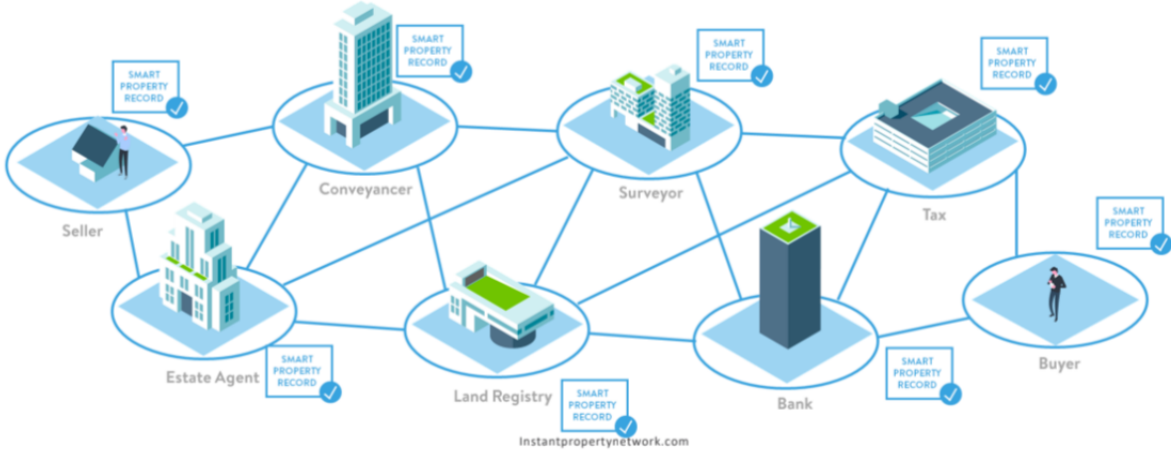 SMART
PROPERTY
RECORD
SMART
PROPERTY
RECORD
SMART
PROPERTY
RECORD
SMART
PROPERTY
RECORD
Conveyancer
Surveyor
Tax
Seller
SMART
PROPERTY
RECORD
Buyer
Estate Agent
SMART
PROPERTY
RECORD
Land Registry
SMART
PROPERTY
RECORD
Bank
SMART
PROPERTY
RECORD
Instantpropertynetwork.com